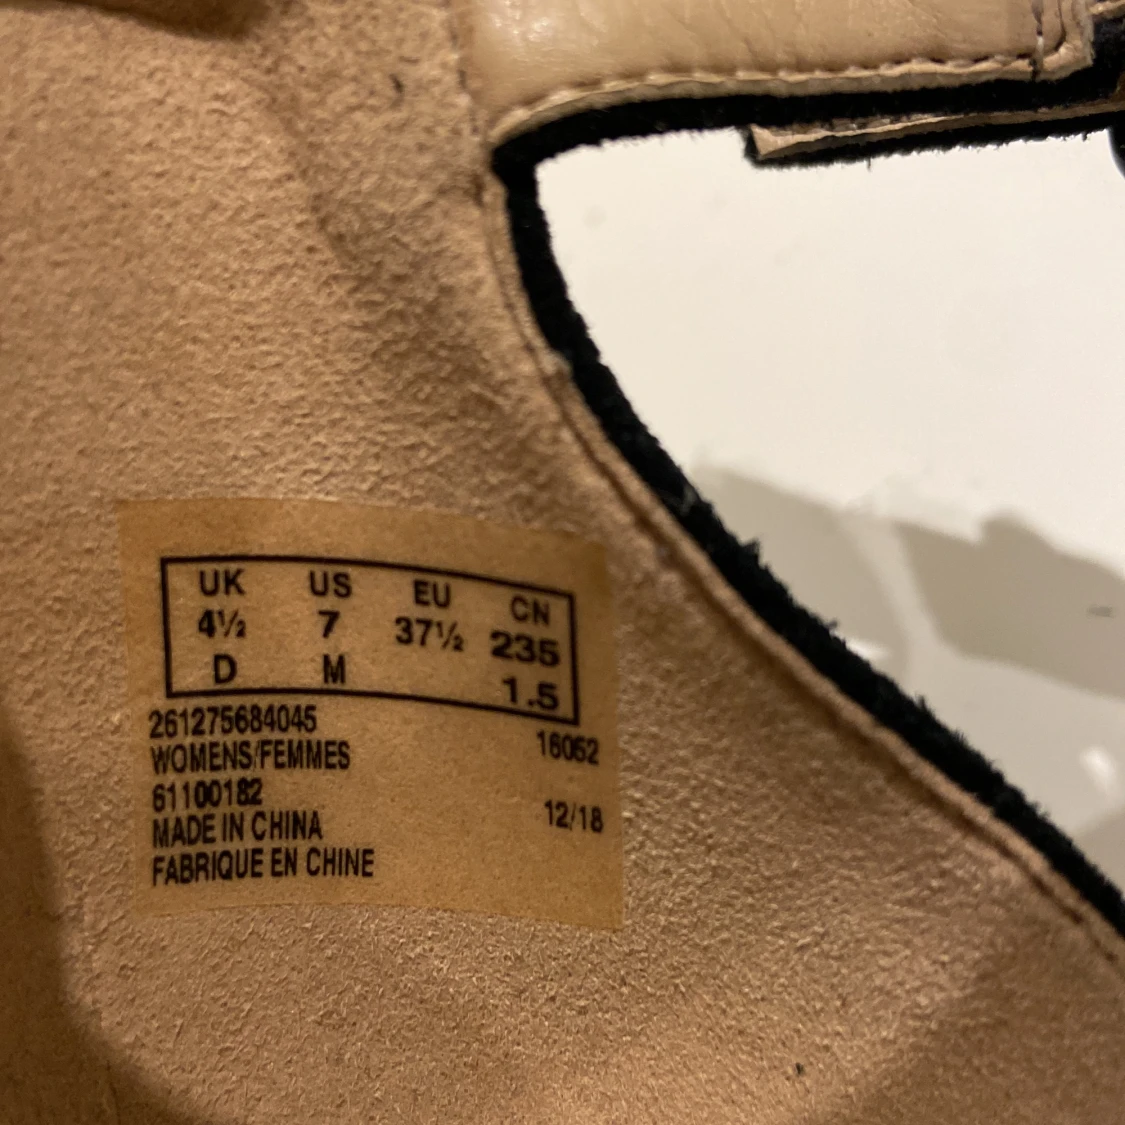 UK US EU CN
4½ 7 37½ 235
D M 1.5
261275684045
16052
WOMENS/FEMMES
61100182
12/18
MADE IN CHINA
FABRIQUE EN CHINE